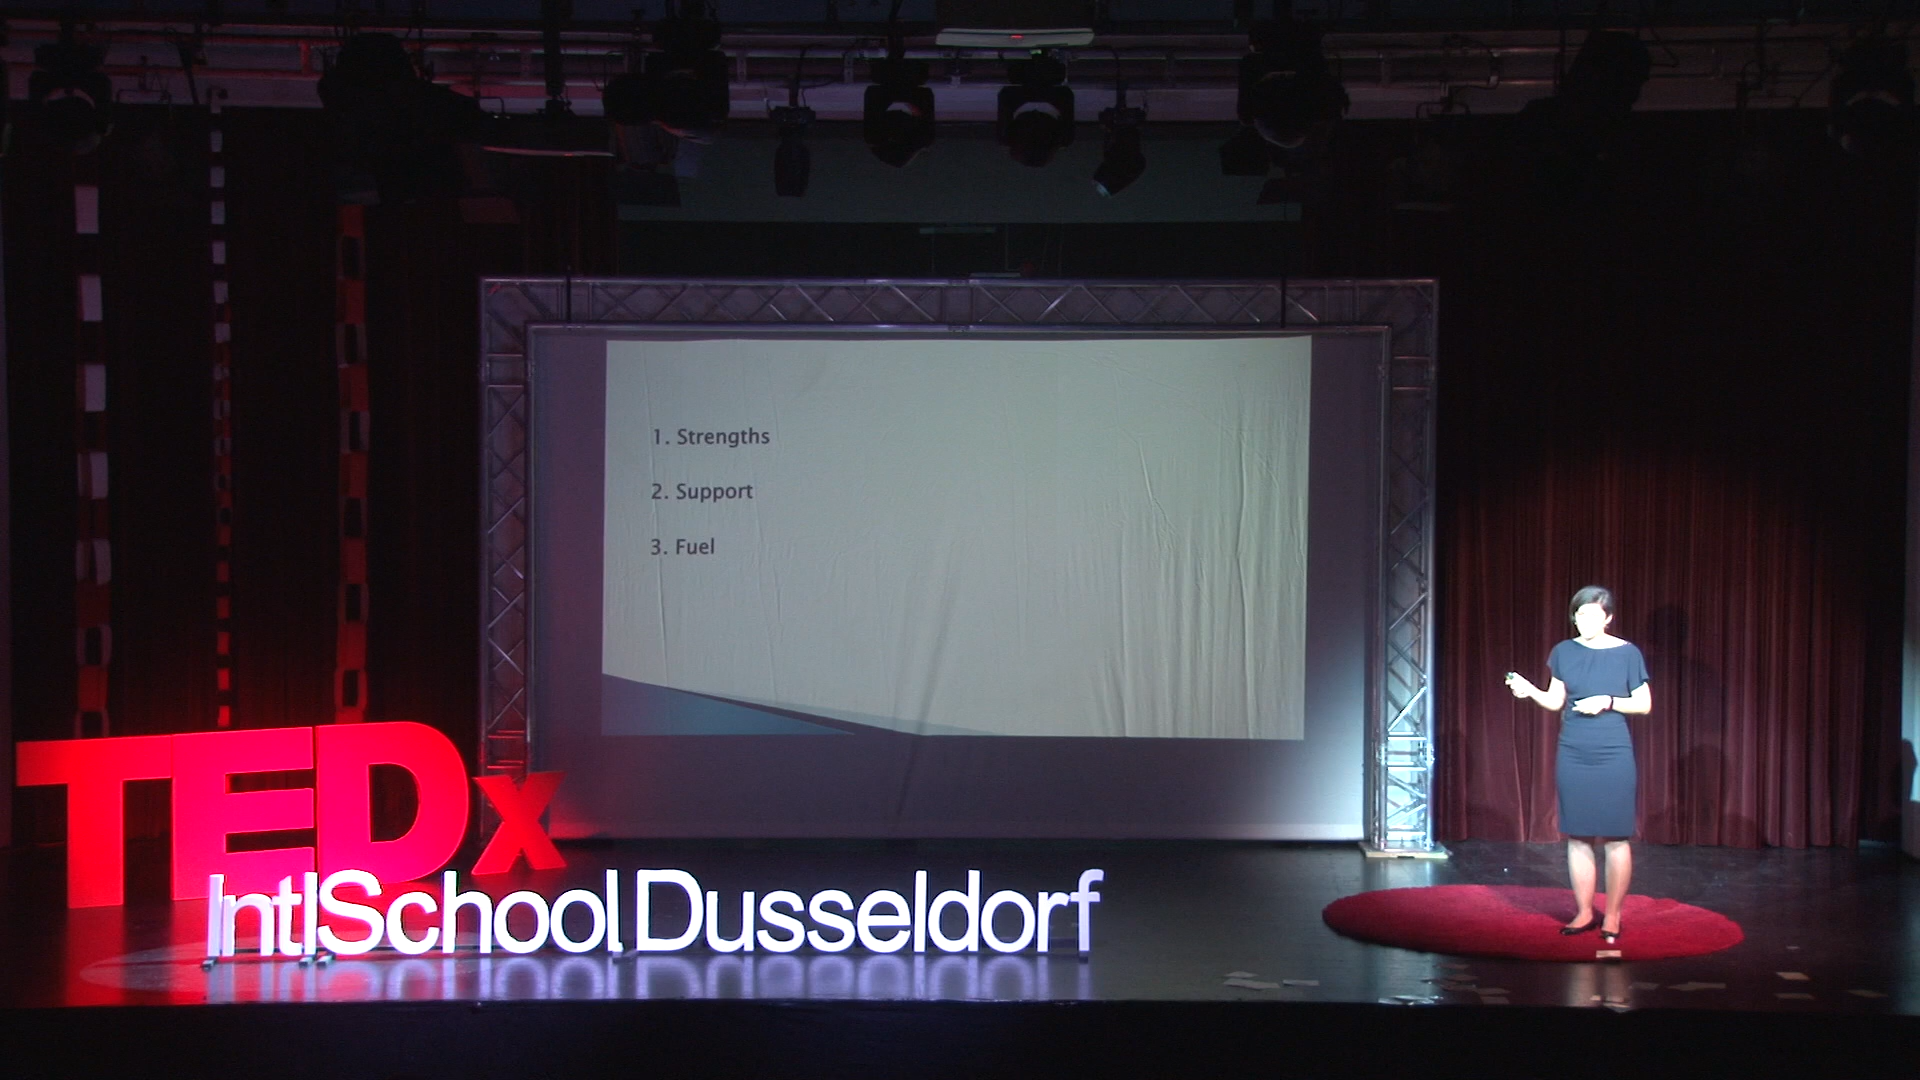 1. Strengths
2. Support
3. Fuel
TEDx
IntlSchoolDusseldorf